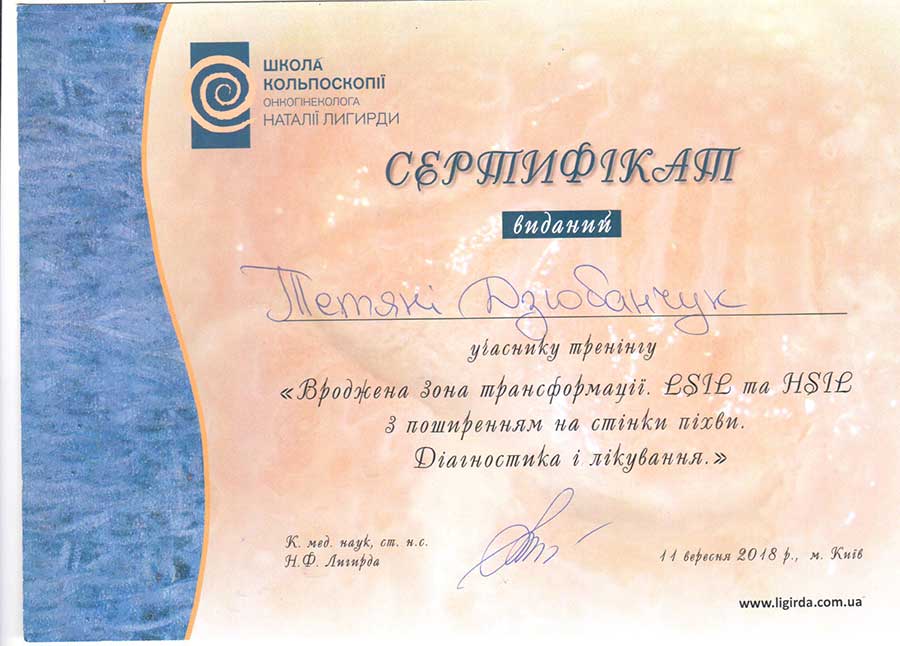 ШКОЛА
КОЛЬПОСКОПІЇ
ОНКОГІНЕКОЛОГА
НАТАЛІЇ ЛИГИРДИ
СЕРТИФІКАТ
виданий
Тетяні Дзюбанчук
учаснику тренінгу
«Вроджена зона трансформації. LSIL та HSIL
з поширенням на стінки піхви.
Діагностика і лікування.»
К. мед. наук, ст. н.с.
Н.Ф. Лигирда
11 вересня 2018 р., м. Київ
www.ligirda.com.ua